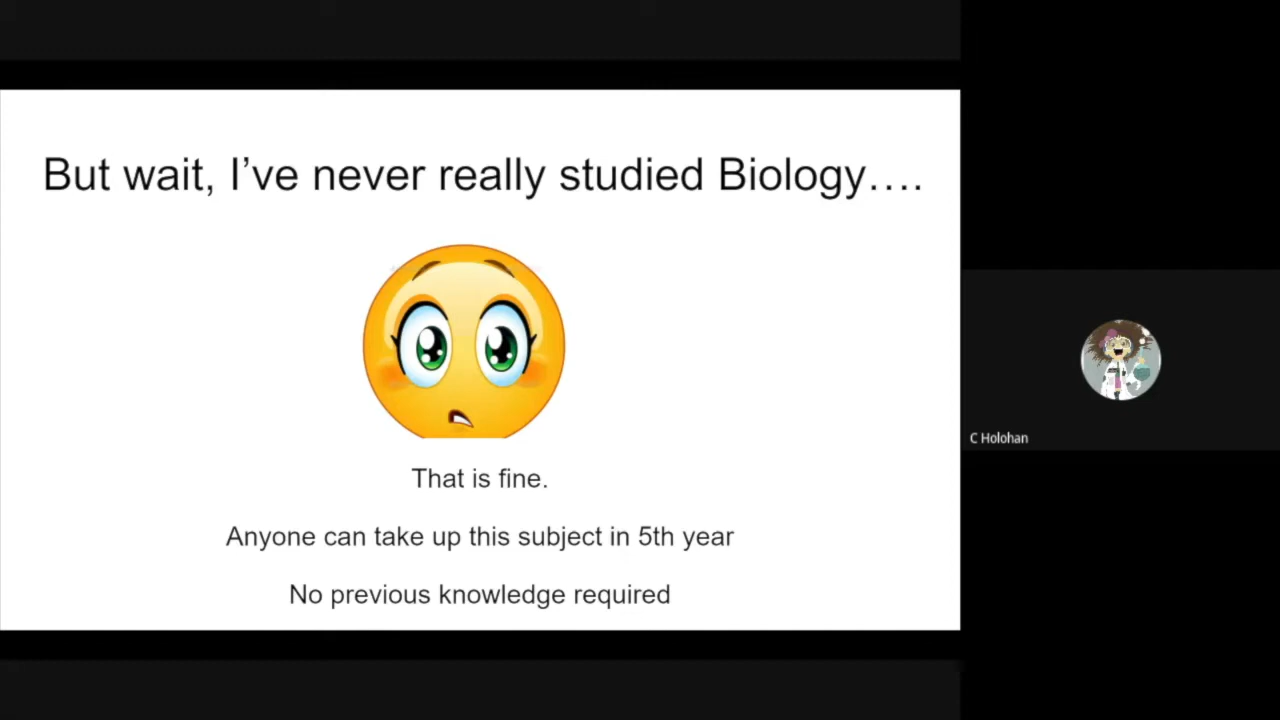 But wait, I’ve never really studied Biology….
That is fine.
Anyone can take up this subject in 5th year
No previous knowledge required
C Holohan